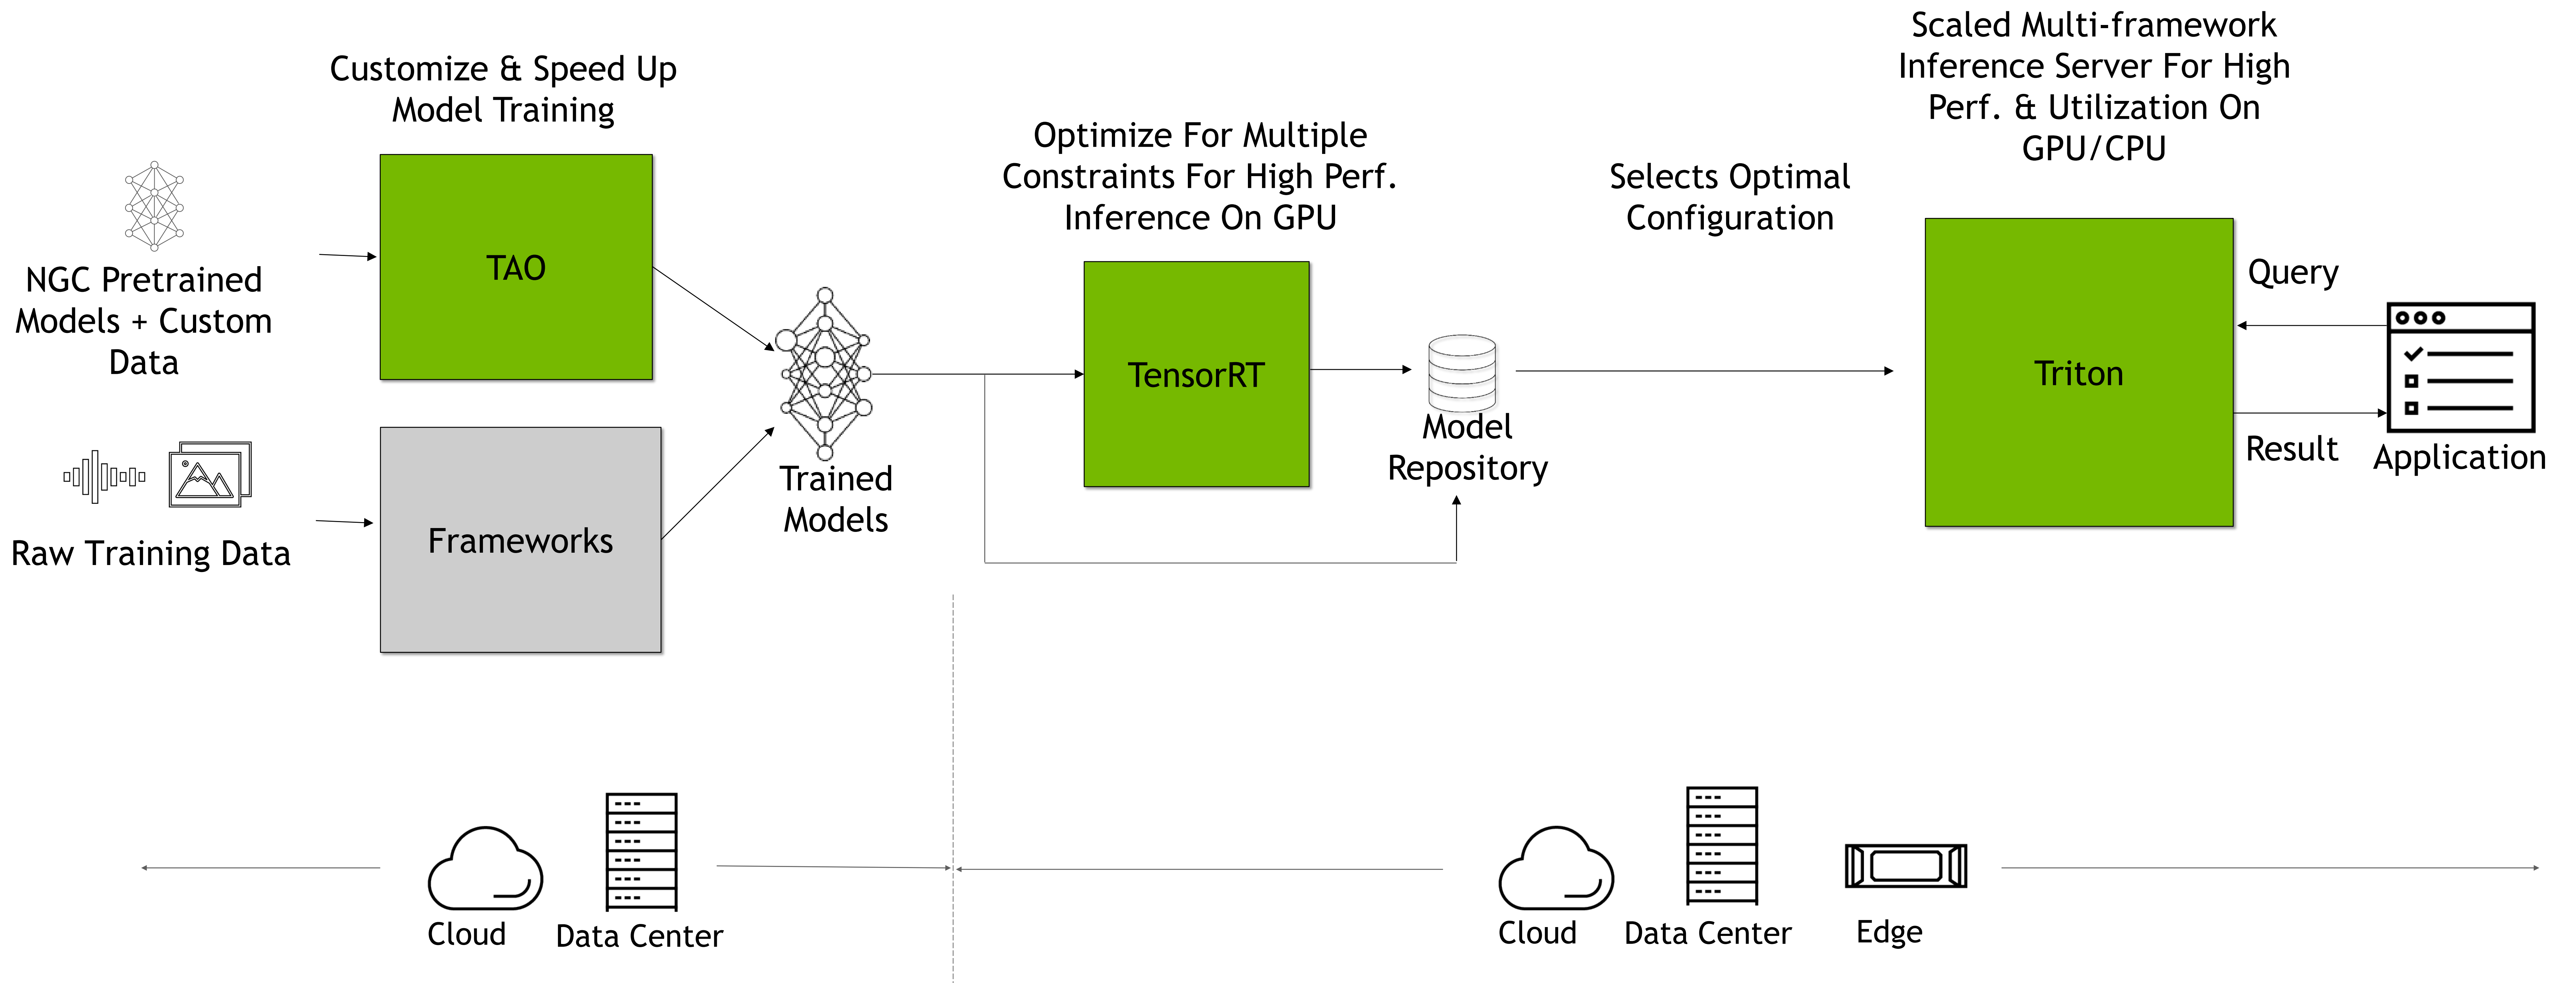 Customize & Speed Up
Model Training
NGC Pretrained
Models + Custom
Data
TAO
Raw Training Data
Frameworks
Trained
Models
Optimize For Multiple
Constraints For High Perf.
Inference On GPU
TensorRT
Model
Repository
Selects Optimal
Configuration
Scaled Multi-framework
Inference Server For High
Perf. & Utilization On
GPU/CPU
Triton
Query
Result
Application
Cloud
Data Center
Cloud
Data Center
Edge